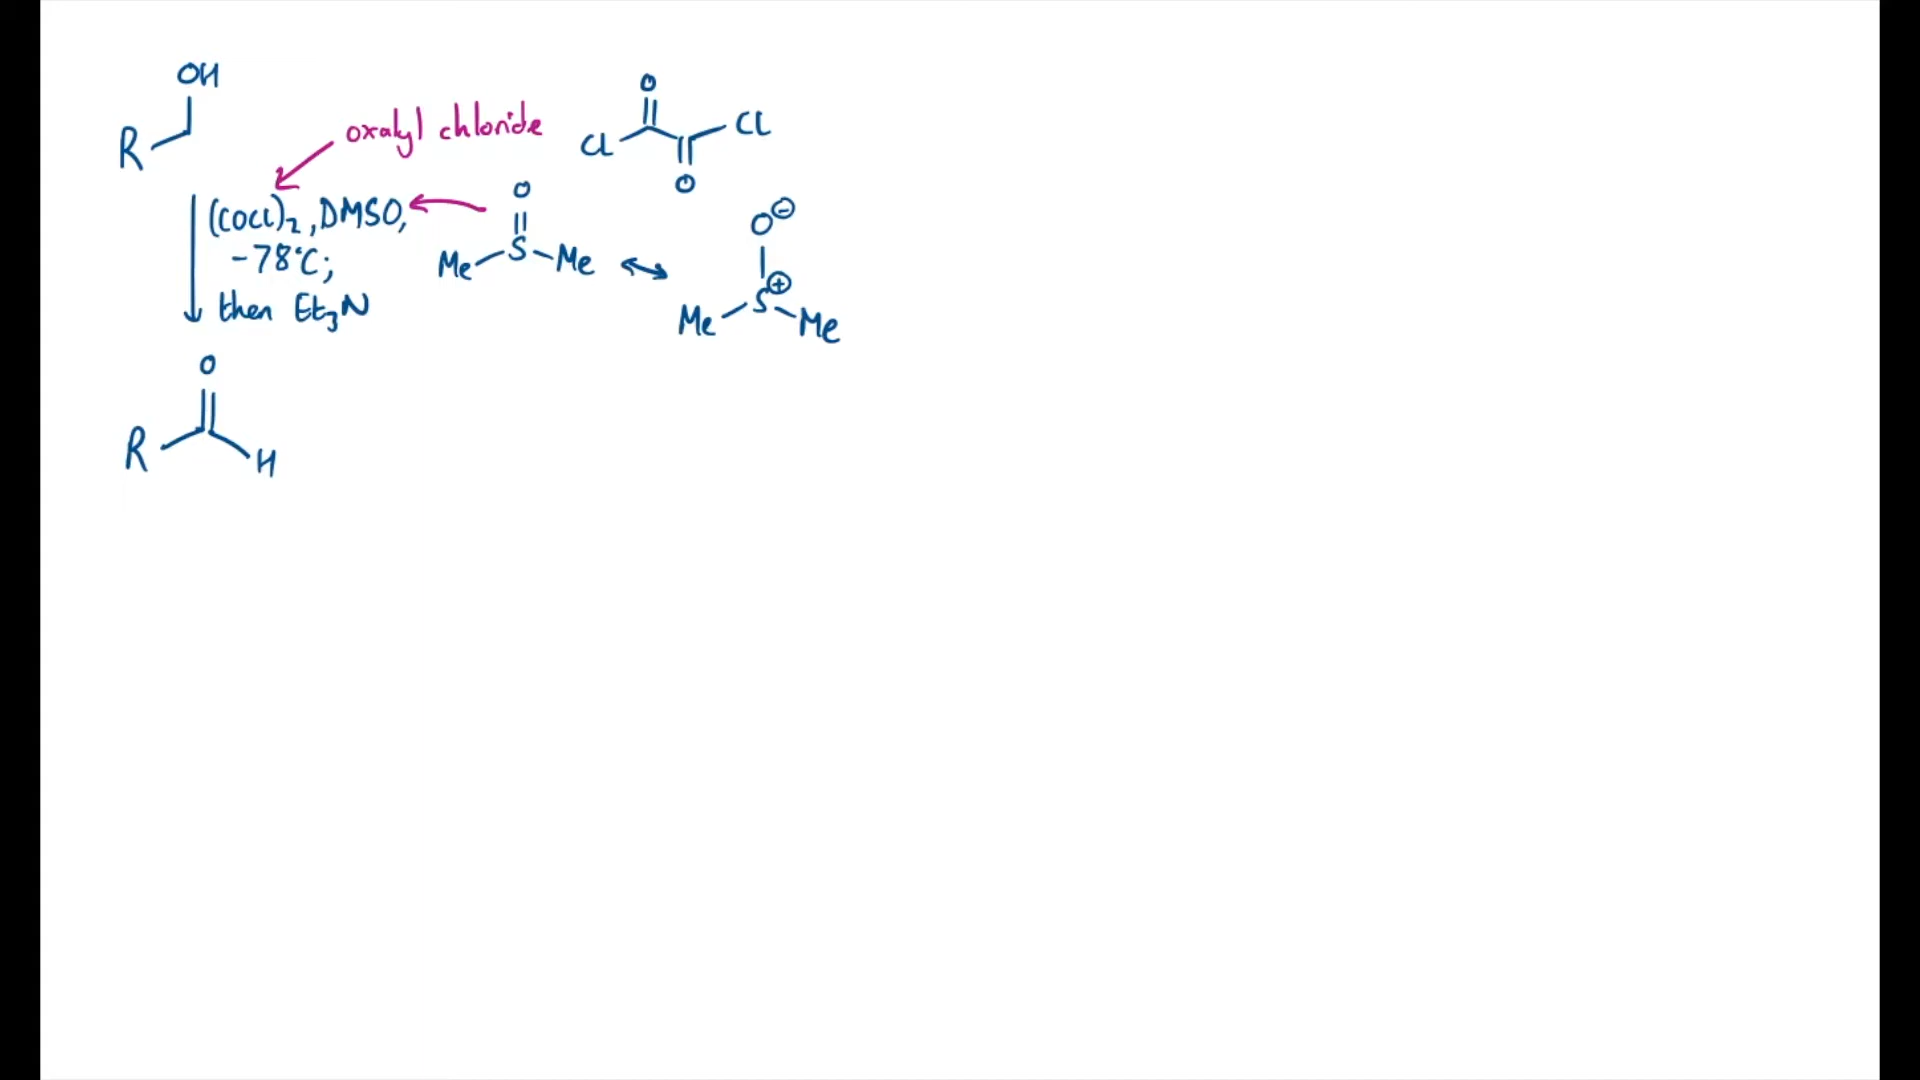 OH
R
oxalyl chloride
O
Cl
Cl
O
(COCl)₂, DMSO,
-78°C;
then Et₃N
O
Me S Me
O⊖
S⊕
Me Me
O
R
H